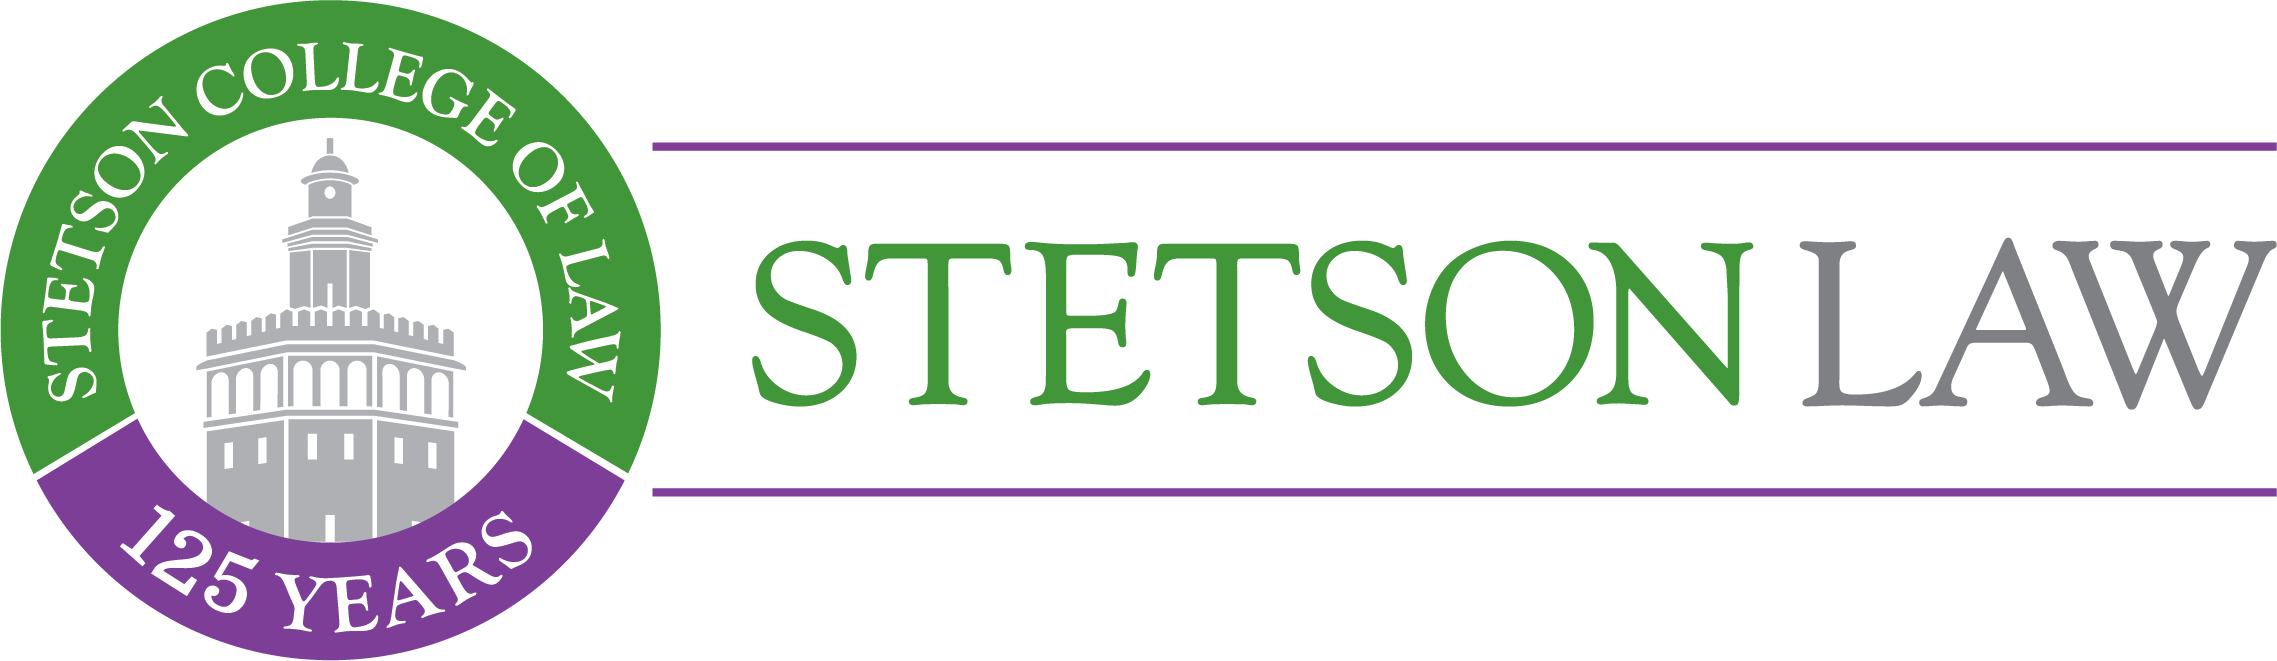 STETSON COLLEGE OF LAW
125 YEARS
STETSON LAW